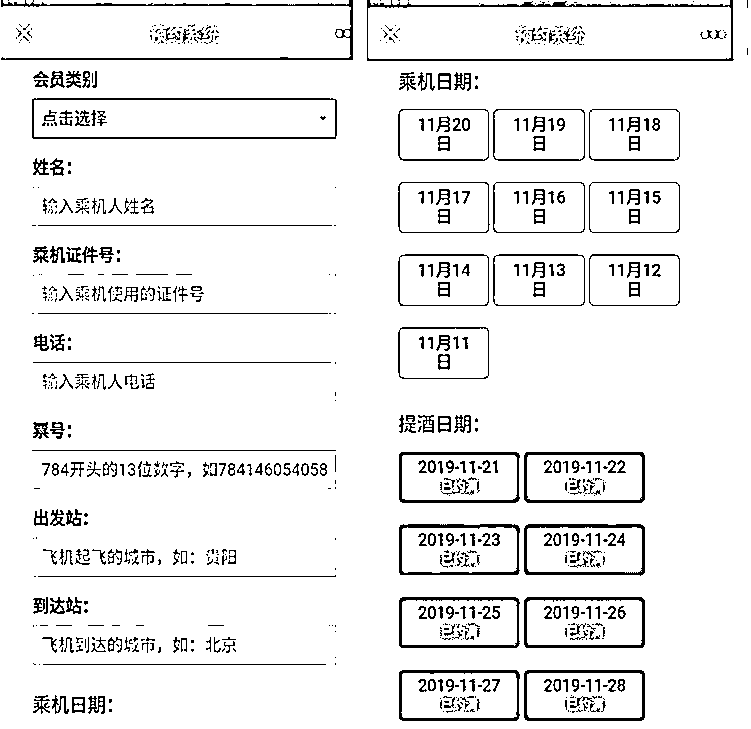 预约系统
会员类别
点击选择
姓名：
输入乘机人姓名
乘机证件号：
输入乘机使用的证件号
电话：
输入乘机人电话
票号：
784开头的13位数字，如784146054058
出发站：
飞机起飞的城市，如：贵阳
到达站：
飞机到达的城市，如：北京
乘机日期：
预约系统
乘机日期：
11月20
日
11月19
日
11月18
日
11月17
日
11月16
日
11月15
日
11月14
日
11月13
日
11月12
日
11月11
日
提酒日期：
2019-11-21
已约满
2019-11-22
已约满
2019-11-23
已约满
2019-11-24
已约满
2019-11-25
已约满
2019-11-26
已约满
2019-11-27
已约满
2019-11-28
已约满